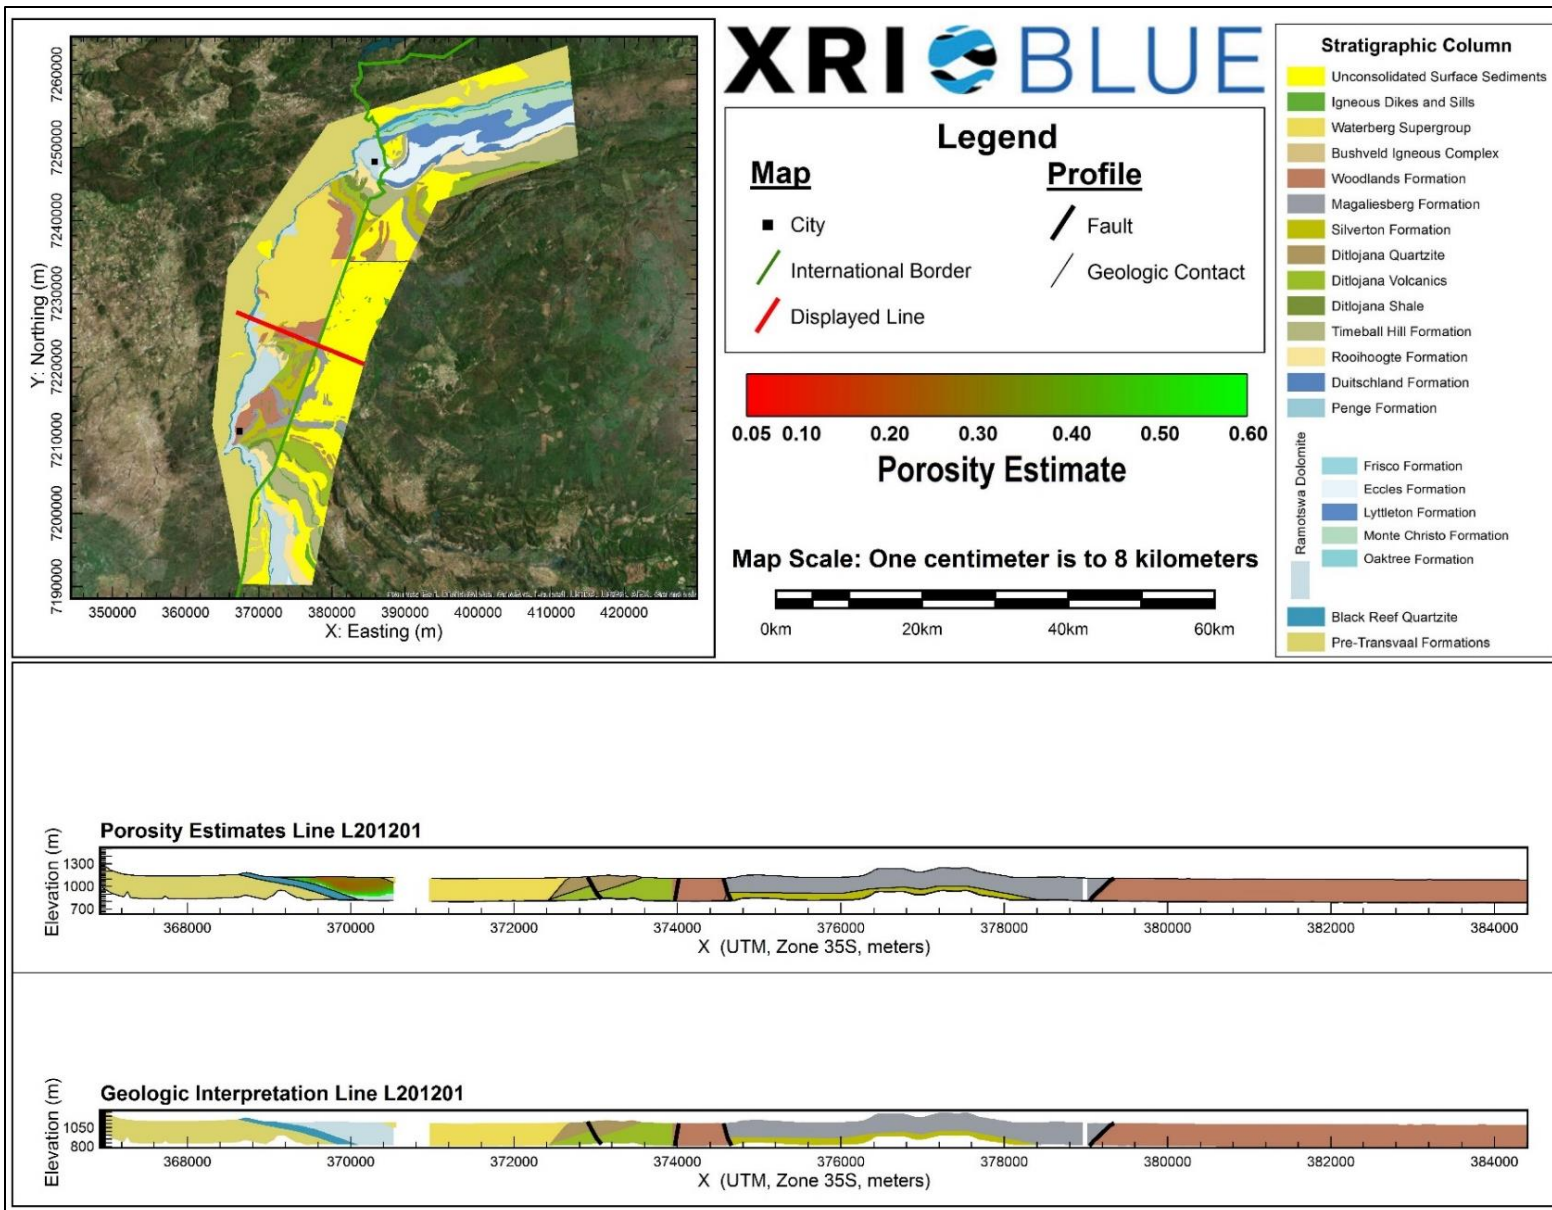 7260000
7250000
7240000
7230000
7220000
7210000
7200000
7190000
Y: Northing (m)
350000 360000 370000 380000 390000 400000 410000 420000
X: Easting (m)
XRI BLUE
Legend
Map
Profile
City
Fault
International Border
Geologic Contact
Displayed Line
0.05 0.10 0.20 0.30 0.40 0.50 0.60
Porosity Estimate
Map Scale: One centimeter is to 8 kilometers
0km 20km 40km 60km
Stratigraphic Column
Unconsolidated Surface Sediments
Igneous Dikes and Sills
Waterberg Supergroup
Bushveld Igneous Complex
Woodlands Formation
Magaliesberg Formation
Silverton Formation
Ditlojana Quartzite
Ditlojana Volcanics
Ditlojana Shale
Timeball Hill Formation
Rooihoogte Formation
Duitschland Formation
Penge Formation
Ramotswa Dolomite
Frisco Formation
Eccles Formation
Lyttleton Formation
Monte Christo Formation
Oaktree Formation
Black Reef Quartzite
Pre-Transvaal Formations
Porosity Estimates Line L201201
Elevation (m)
1300
1000
700
368000 370000 372000 374000 376000 378000 380000 382000 384000
X (UTM, Zone 35S, meters)
Geologic Interpretation Line L201201
Elevation (m)
1050
800
368000 370000 372000 374000 376000 378000 380000 382000 384000
X (UTM, Zone 35S, meters)